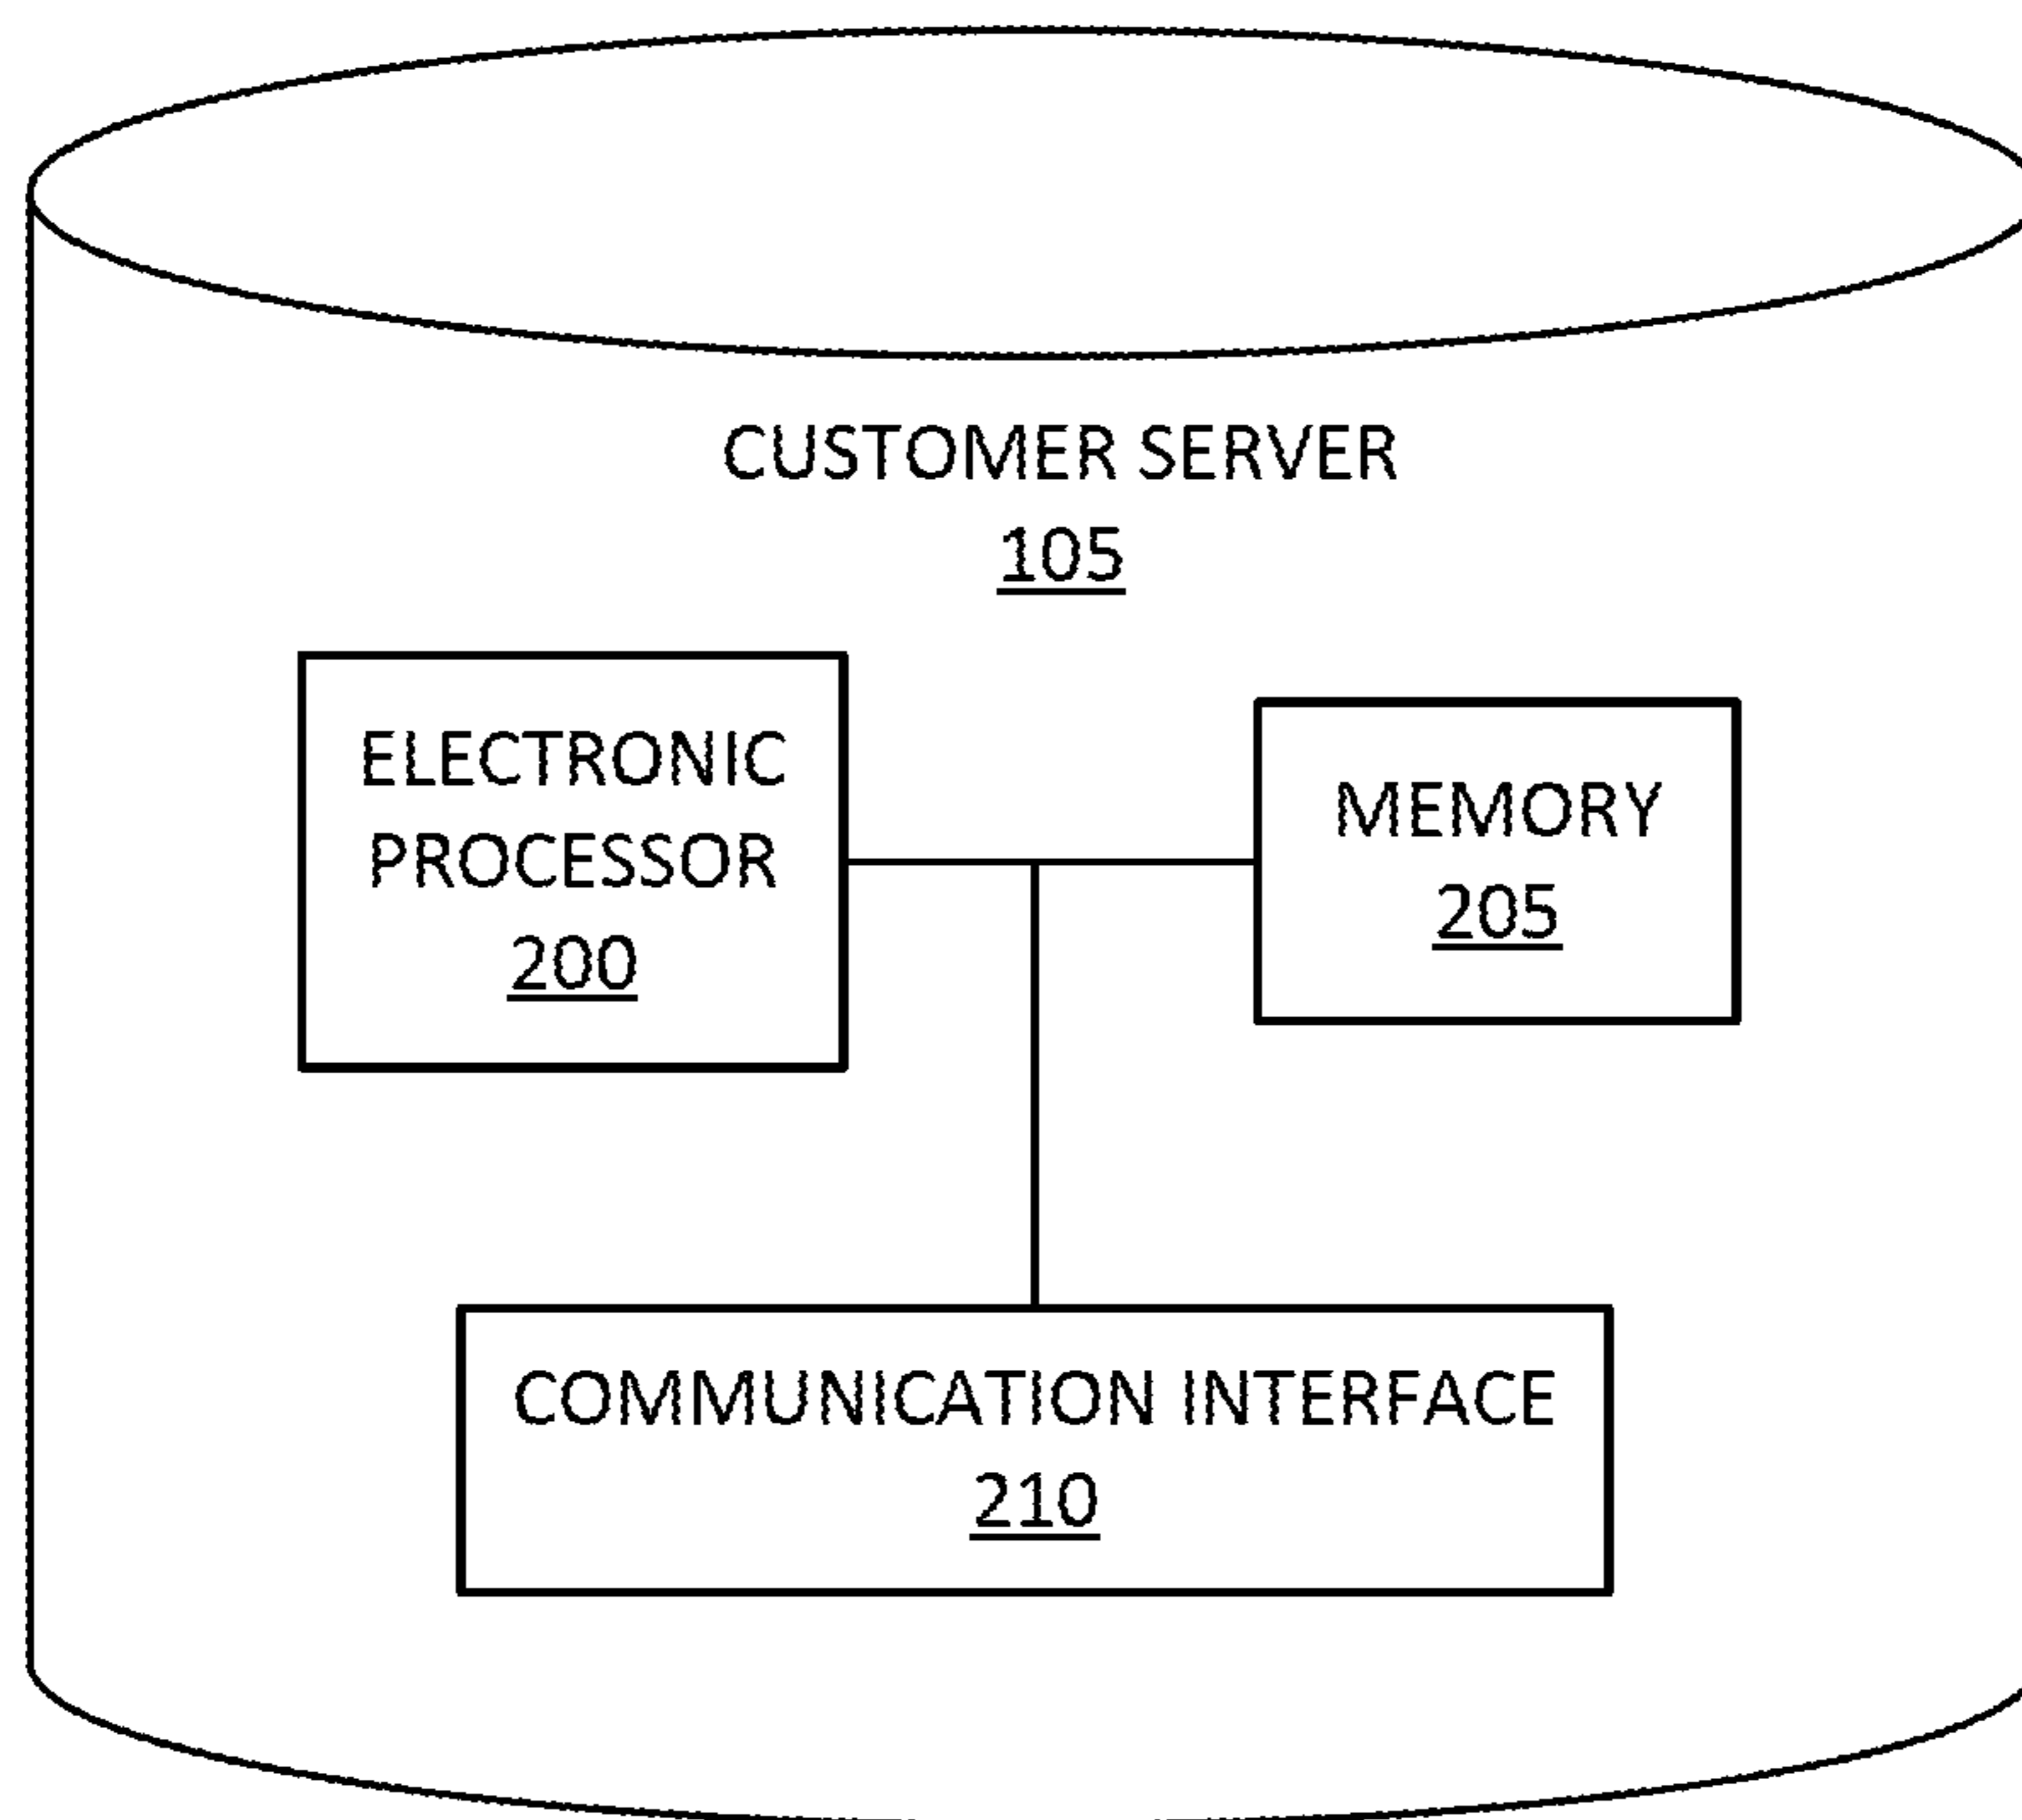 CUSTOMER SERVER
105
ELECTRONIC
PROCESSOR
200
MEMORY
205
COMMUNICATION INTERFACE
210